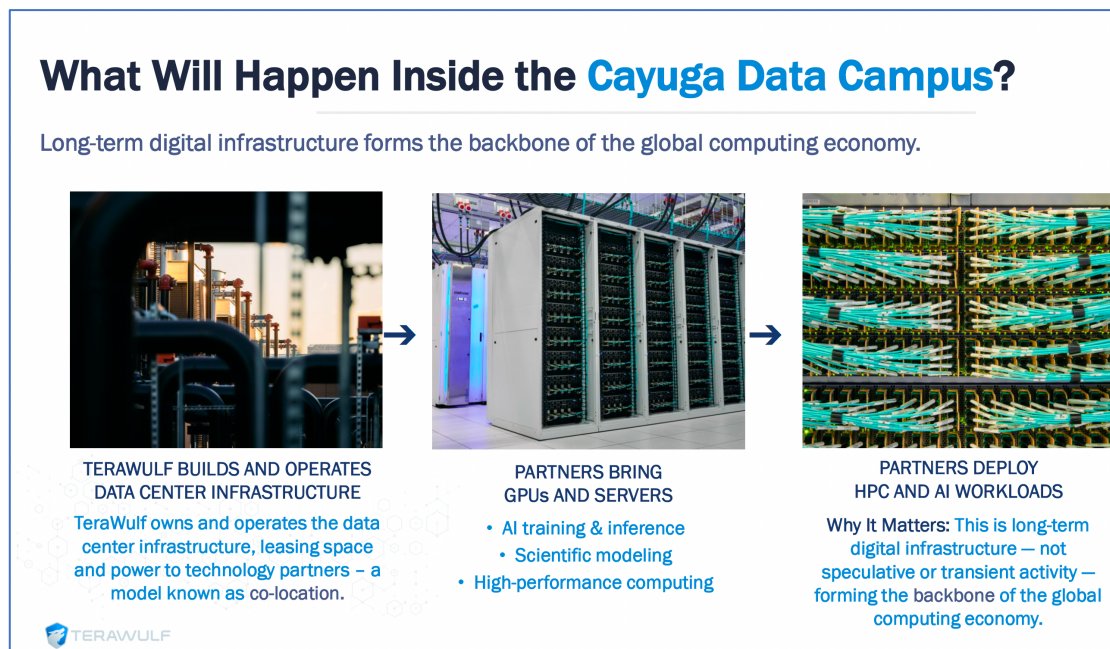 What Will Happen Inside the Cayuga Data Campus?
Long-term digital infrastructure forms the backbone of the global computing economy.
TERAWULF BUILDS AND OPERATES
DATA CENTER INFRASTRUCTURE
TeraWulf owns and operates the data
center infrastructure, leasing space
and power to technology partners – a
model known as co-location.
PARTNERS BRING
GPUs AND SERVERS
• AI training & inference
• Scientific modeling
• High-performance computing
PARTNERS DEPLOY
HPC AND AI WORKLOADS
Why It Matters: This is long-term
digital infrastructure — not
speculative or transient activity —
forming the backbone of the global
computing economy.
TERAWULF